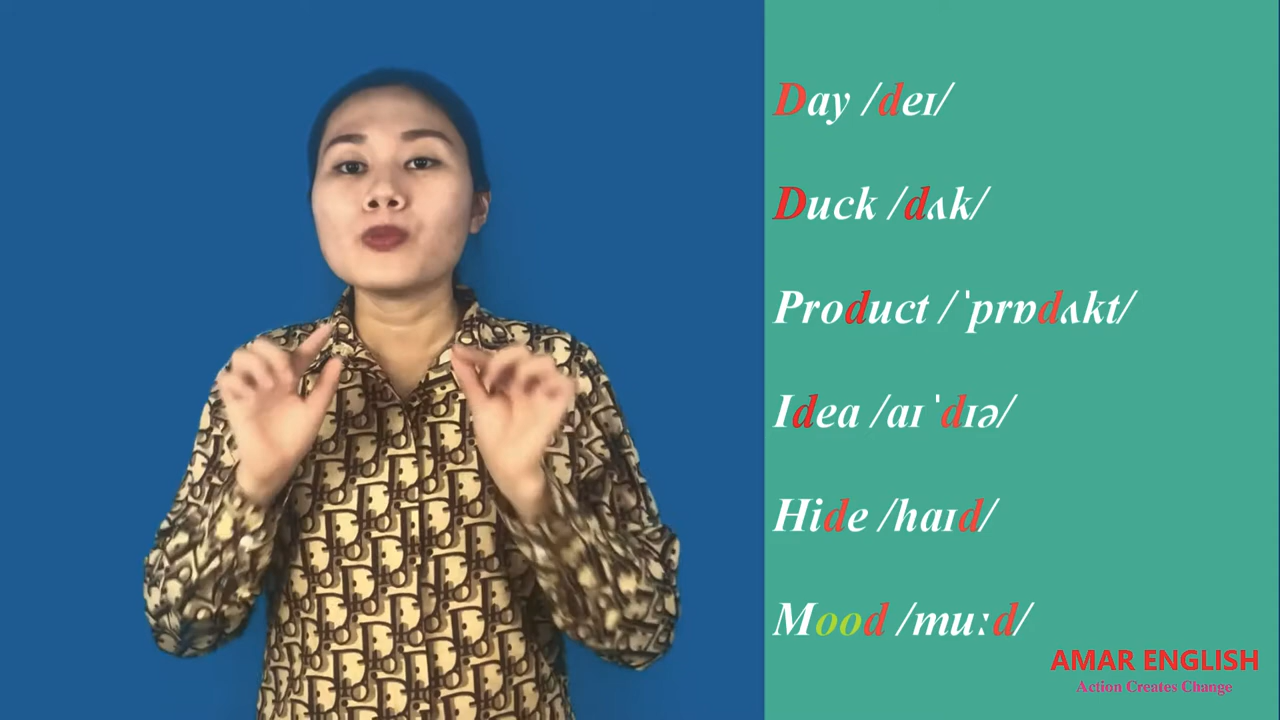 Day /deɪ/
Duck /dʌk/
Product /ˈprɒdʌkt/
Idea /aɪˈdɪə/
Hide /haɪd/
Mood /muːd/
AMAR ENGLISH
Action Creates Change